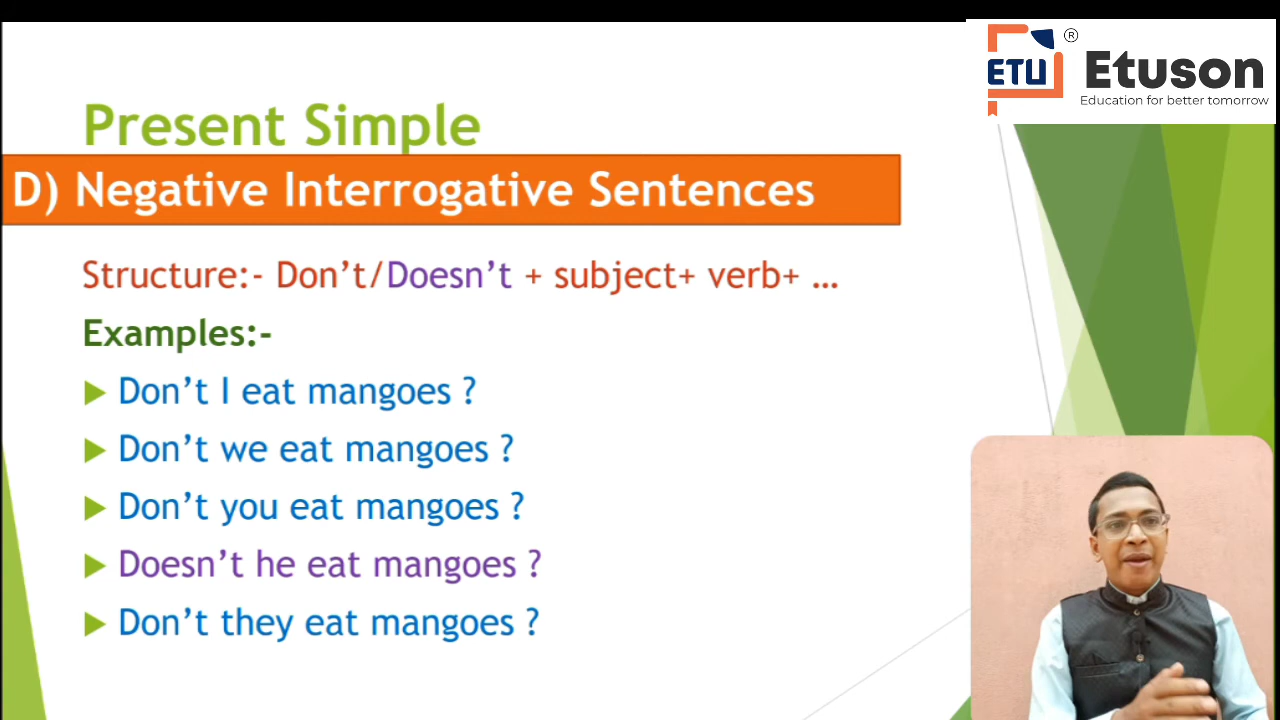 ETU ® Etuson
Education for better tomorrow
Present Simple
D) Negative Interrogative Sentences
Structure:- Don’t/Doesn’t + subject+ verb+ …
Examples:-
Don’t I eat mangoes ?
Don’t we eat mangoes ?
Don’t you eat mangoes ?
Doesn’t he eat mangoes ?
Don’t they eat mangoes ?